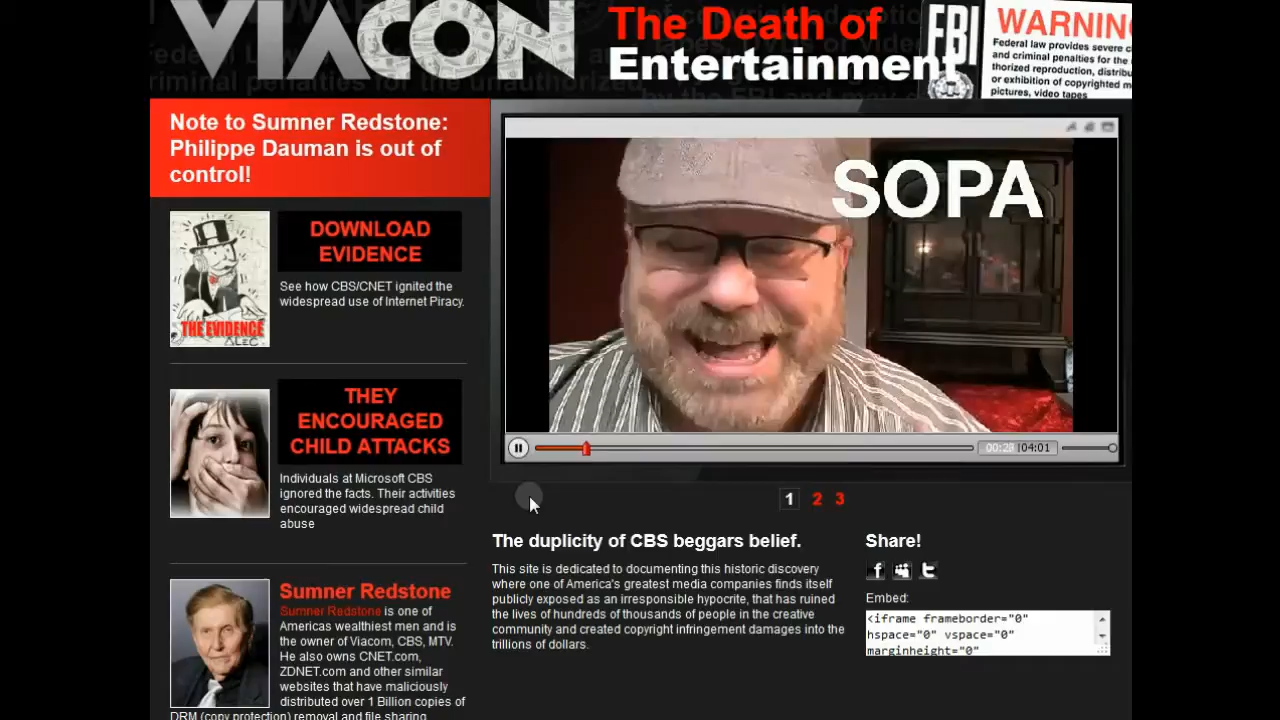 VIACON
The Death of
Entertainment
FBI
WARNING
Federal law provides severe c
and criminal penalties for the
thorized reproduction, distribu
or exhibition of copyrighted m
pictures, video tapes
Note to Sumner Redstone:
Philippe Dauman is out of
control!
SOPA
DOWNLOAD
EVIDENCE
See how CBS/CNET ignited the
widespread use of Internet Piracy.
THE EVIDENCE
ALEC
THEY
ENCOURAGED
CHILD ATTACKS
Individuals at Microsoft CBS
ignored the facts. Their activities
encouraged widespread child
abuse
00:28 |04:01
1 2 3
The duplicity of CBS beggars belief.
This site is dedicated to documenting this historic discovery
where one of America's greatest media companies finds itself
publicly exposed as an irresponsible hypocrite, that has ruined
the lives of hundreds of thousands of people in the creative
community and created copyright infringement damages into the
trillions of dollars.
Share!
Embed:
<iframe frameborder="0"
hspace="0" vspace="0"
marginheight="0"
Sumner Redstone
Sumner Redstone is one of
Americas wealthiest men and is
the owner of Viacom, CBS, MTV.
He also owns CNET.com,
ZDNET.com and other similar
websites that have maliciously
distributed over 1 Billion copies of
DRM (copy protection) removal and file sharing